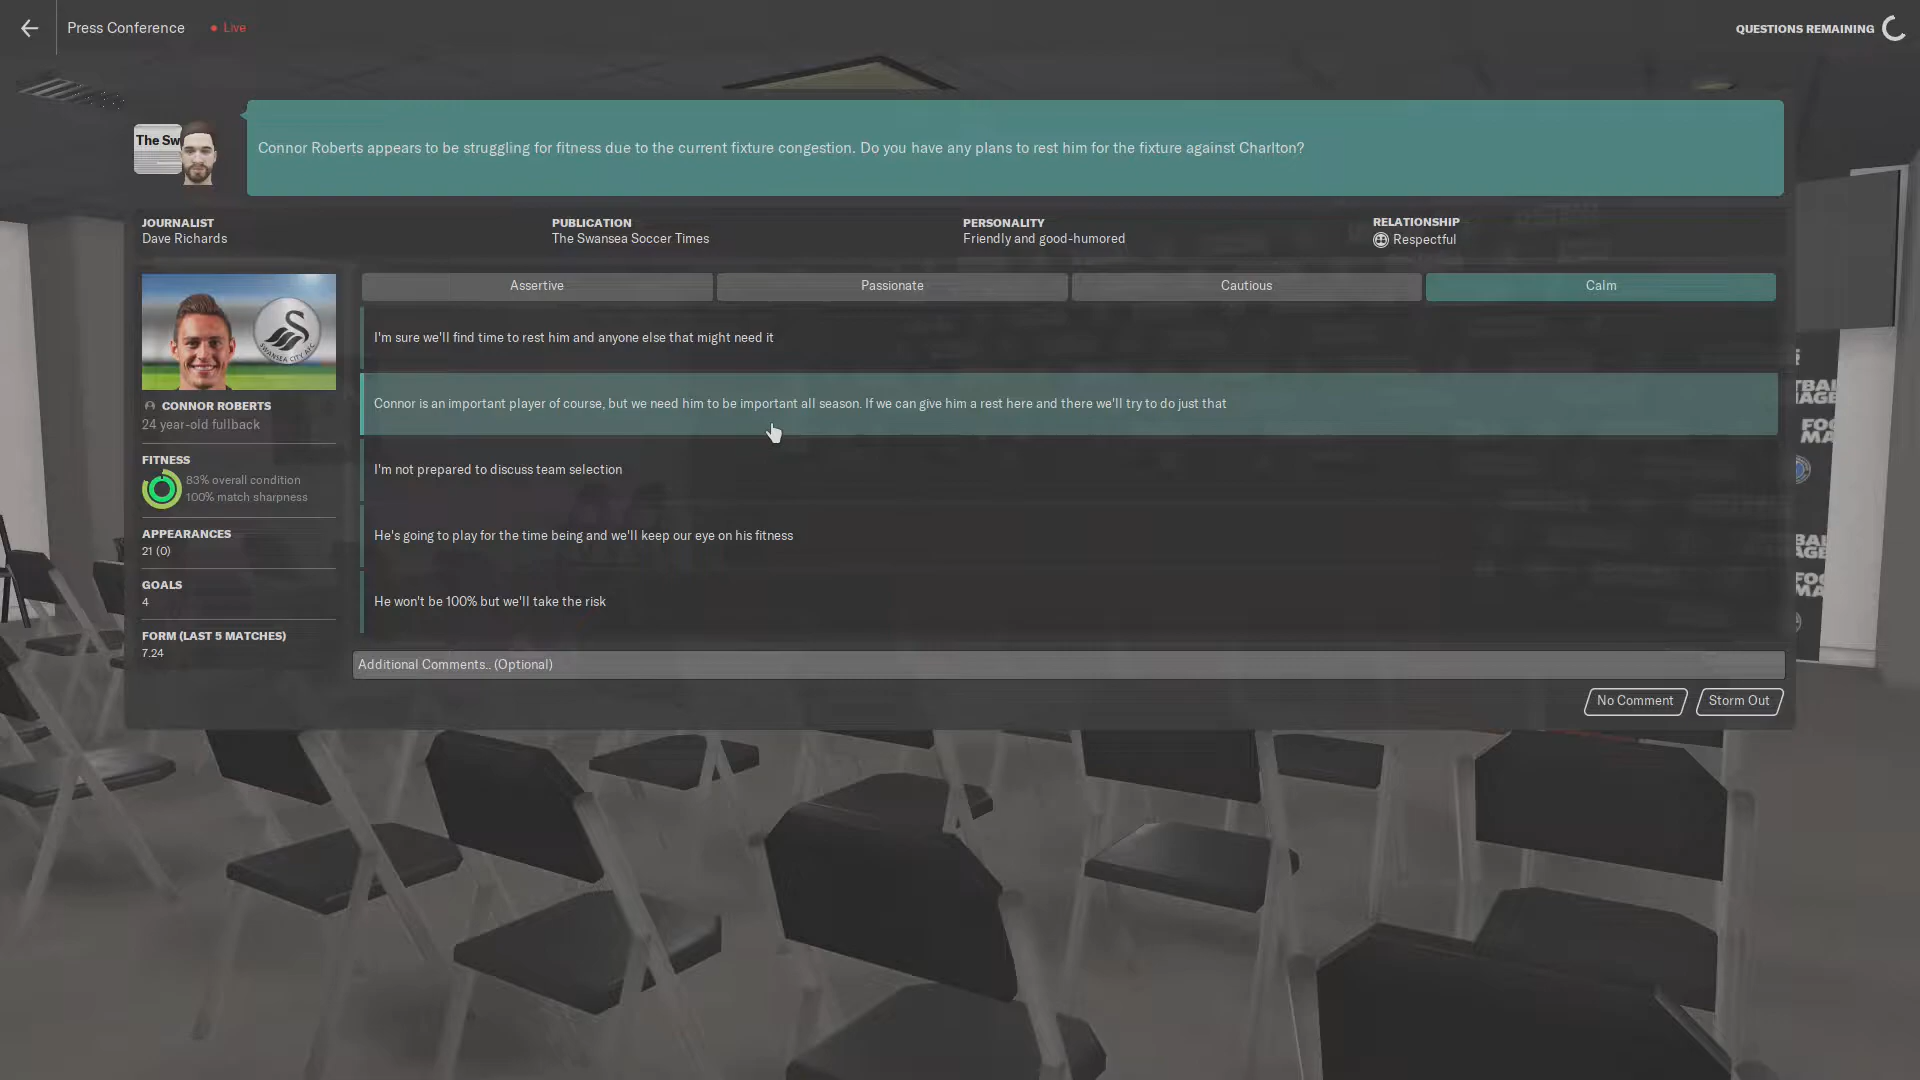 Press Conference
Live
QUESTIONS REMAINING
The Sw
Connor Roberts appears to be struggling for fitness due to the current fixture congestion. Do you have any plans to rest him for the fixture against Charlton?
JOURNALIST
Dave Richards
PUBLICATION
The Swansea Soccer Times
PERSONALITY
Friendly and good-humored
RELATIONSHIP
Respectful
Assertive
Passionate
Cautious
Calm
SWANSEA CITY AFC
CONNOR ROBERTS
24 year-old fullback
FITNESS
83% overall condition
100% match sharpness
APPEARANCES
21 (0)
GOALS
4
FORM (LAST 5 MATCHES)
7.24
I'm sure we'll find time to rest him and anyone else that might need it
Connor is an important player of course, but we need him to be important all season. If we can give him a rest here and there we'll try to do just that
I'm not prepared to discuss team selection
He's going to play for the time being and we'll keep our eye on his fitness
He won't be 100% but we'll take the risk
Additional Comments.. (Optional)
No Comment
Storm Out